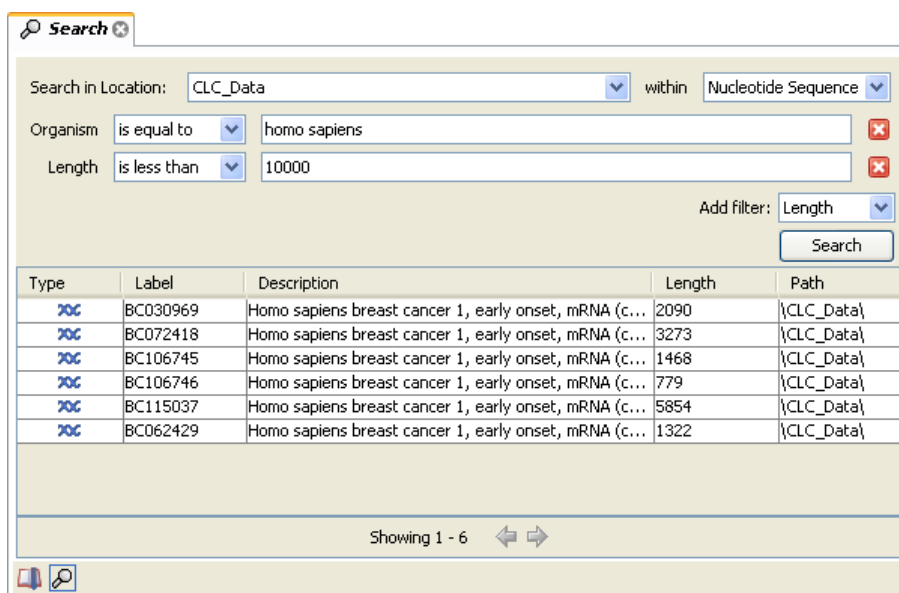 Search
Search in Location: CLC_Data within Nucleotide Sequence
Organism is equal to homo sapiens
Length is less than 10000
Add filter: Length
Search
Type Label Description Length Path
BC030969 Homo sapiens breast cancer 1, early onset, mRNA (c... 2090 \CLC_Data\
BC072418 Homo sapiens breast cancer 1, early onset, mRNA (c... 3273 \CLC_Data\
BC106745 Homo sapiens breast cancer 1, early onset, mRNA (c... 1468 \CLC_Data\
BC106746 Homo sapiens breast cancer 1, early onset, mRNA (c... 779 \CLC_Data\
BC115037 Homo sapiens breast cancer 1, early onset, mRNA (c... 5854 \CLC_Data\
BC062429 Homo sapiens breast cancer 1, early onset, mRNA (c... 1322 \CLC_Data\
Showing 1 - 6